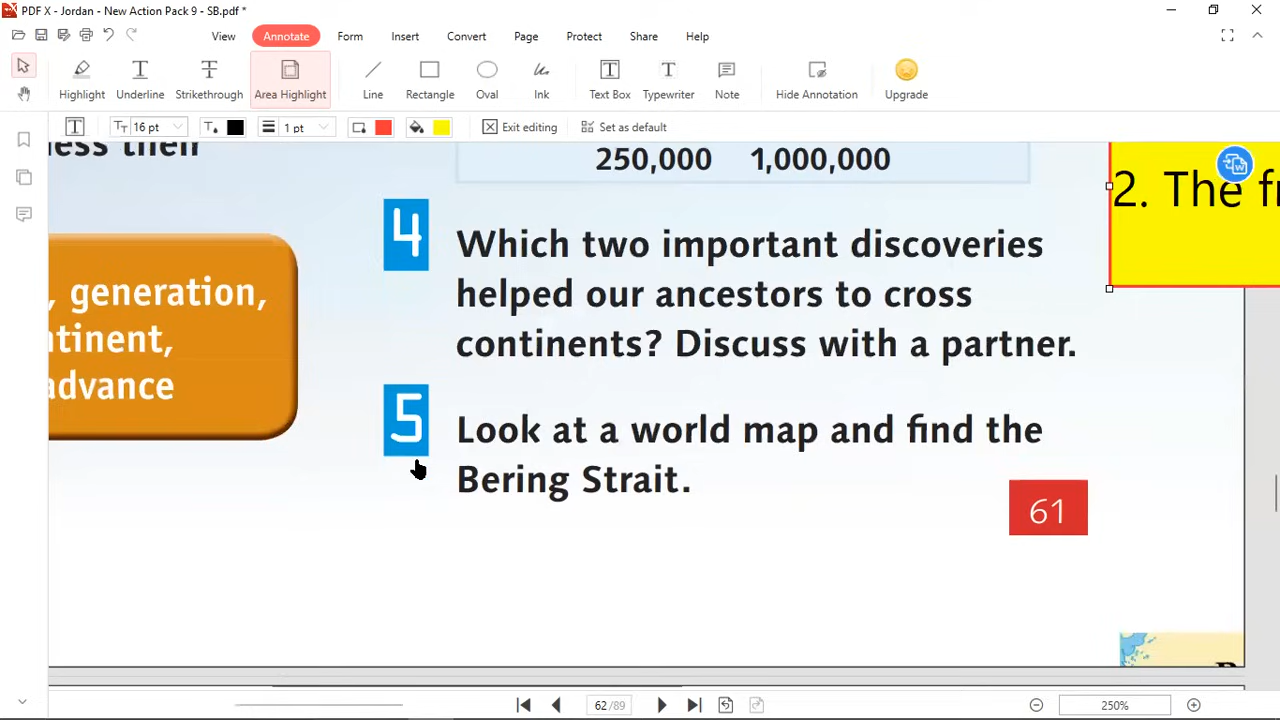 PDF X - Jordan - New Action Pack 9 - SB.pdf *
View Annotate Form Insert Convert Page Protect Share Help
Highlight Underline Strikethrough Area Highlight Line Rectangle Oval Ink Text Box Typewriter Note Hide Annotation Upgrade
16 pt 1 pt Exit editing Set as default
less their
250,000 1,000,000
2. The fr
4 Which two important discoveries
helped our ancestors to cross
continents? Discuss with a partner.
, generation,
ntinent,
advance
5 Look at a world map and find the
Bering Strait.
61
62 /89 250%